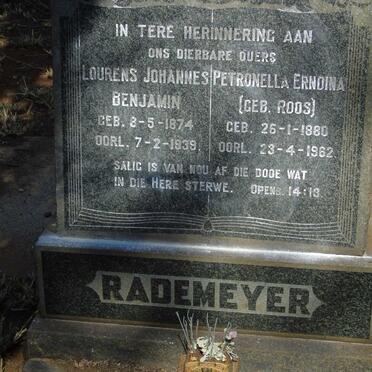 IN TERE HERINNERING AAN
ONS DIERBARE OUERS
LOURENS JOHANNES BENJAMIN
GEB. 8-5-1874
OORL. 7-2-1939.
PETRONELLA ERNOINA
(GEB. ROOS)
GEB. 26-1-1880
OORL. 23-4-1962.
SALIG IS VAN NOU AF DIE DOOE WAT
IN DIE HERE STERWE. OPENB. 14:13.
RADEMEYER